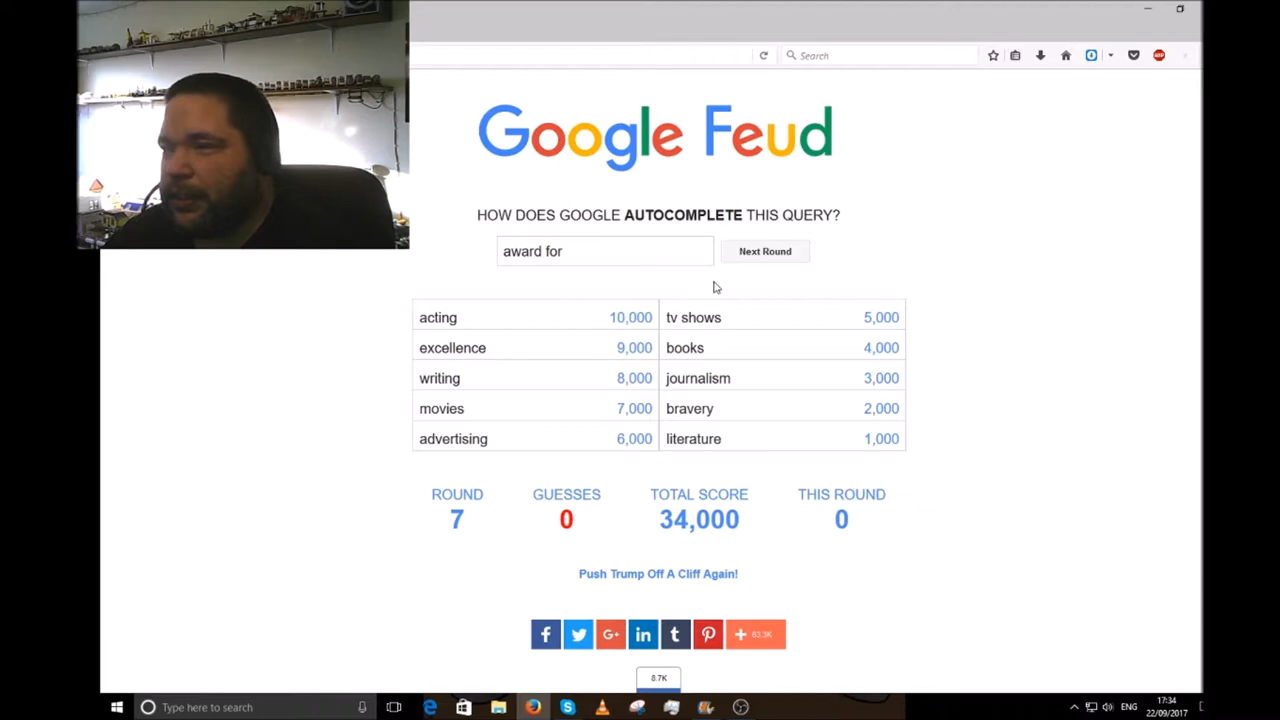 Search
Google Feud
HOW DOES GOOGLE AUTOCOMPLETE THIS QUERY?
award for
Next Round
acting 10,000 tv shows 5,000
excellence 9,000 books 4,000
writing 8,000 journalism 3,000
movies 7,000 bravery 2,000
advertising 6,000 literature 1,000
ROUND GUESSES TOTAL SCORE THIS ROUND
7 0 34,000 0
Push Trump Off A Cliff Again!
63.3K
8.7K
Type here to search
ENG
17:34
22/09/2017